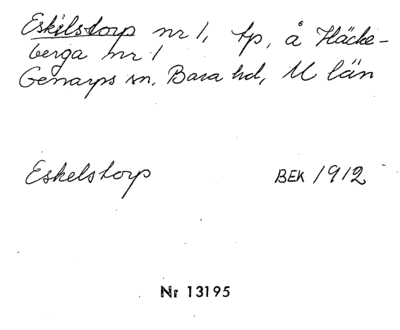 Eskilstorp nr 1, tp, å Häcke-
berga nr 1
Genarps sn, Bara hd, M län
Eskelstorp BEK 1912
Nr 13195